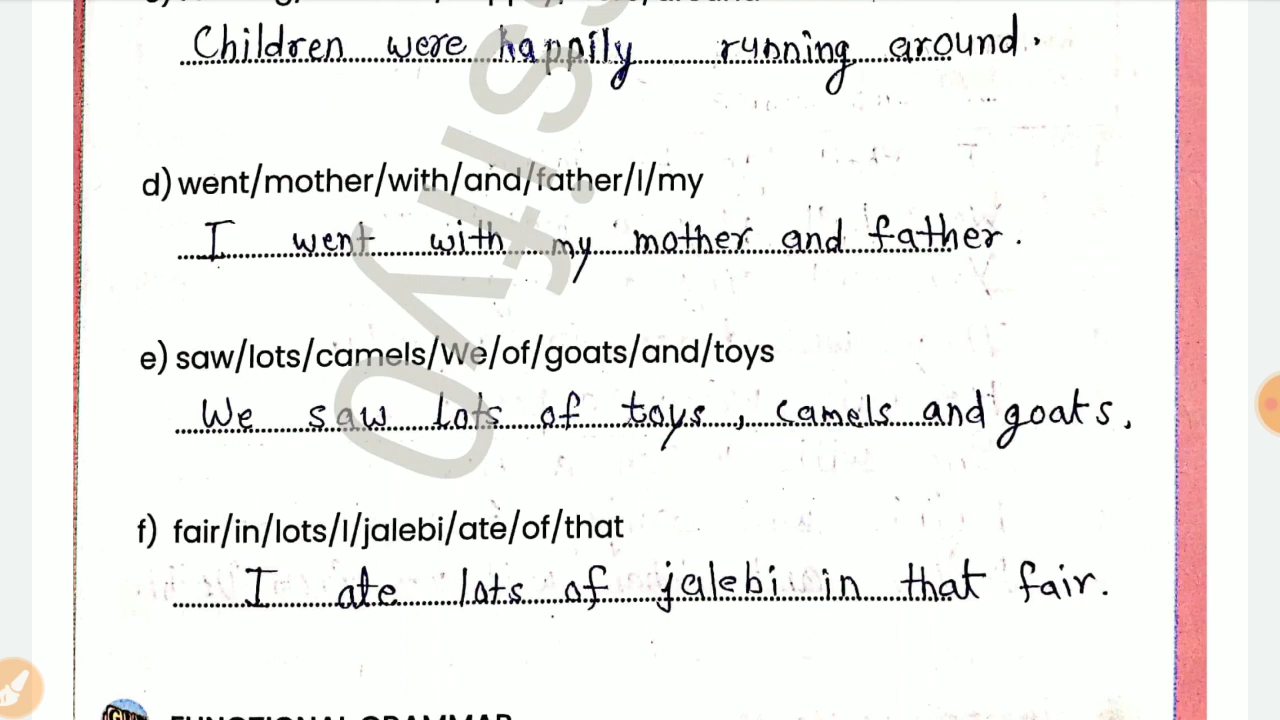 Children were happily running around.
d) went/mother/with/and/father/I/my
I went with my mother and father.
e) saw/lots/camels/We/of/goats/and/toys
We saw lots of toys, camels and goats.
f) fair/in/lots/I/jalebi/ate/of/that
I ate lots of jalebi in that fair.
FUNCTIONAL GRAMMAR